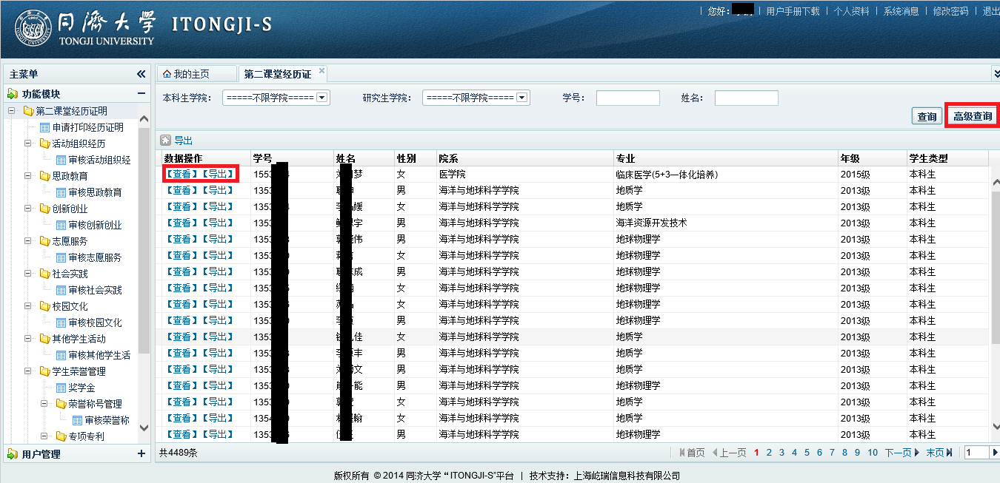 同濟大學 TONGJI UNIVERSITY ITONGJI-S
您好： | 用户手册下载 | 个人资料 | 系统消息 | 修改密码 | 退出
主菜单
功能模块
第二课堂经历证明
申请打印经历证明
活动组织经历
审核活动组织经
思政教育
审核思政教育
创新创业
审核创新创业
志愿服务
审核志愿服务
社会实践
审核社会实践
校园文化
审核校园文化
其他学生活动
审核其他学生活
学生荣誉管理
奖学金
荣誉称号管理
审核荣誉称
专项专利
用户管理
我的主页 第二课堂经历证
本科生学院： =====不限学院===== 研究生学院： =====不限学院===== 学号： 姓名：
查询 高级查询
导出
数据操作 学号 姓名 性别 院系 专业 年级 学生类型
【查看】【导出】 155 梦 女 医学院 临床医学(5+3一体化培养) 2015级 本科生
【查看】【导出】 135 男 海洋与地球科学学院 地质学 2013级 本科生
【查看】【导出】 135 媛 女 海洋与地球科学学院 地质学 2013级 本科生
【查看】【导出】 135 宇 男 海洋与地球科学学院 海洋资源开发技术 2013级 本科生
【查看】【导出】 135 伟 男 海洋与地球科学学院 地球物理学 2013级 本科生
【查看】【导出】 135 女 海洋与地球科学学院 地球物理学 2013级 本科生
【查看】【导出】 135 成 男 海洋与地球科学学院 地球物理学 2013级 本科生
【查看】【导出】 135 女 海洋与地球科学学院 地球物理学 2013级 本科生
【查看】【导出】 135 女 海洋与地球科学学院 地球物理学 2013级 本科生
【查看】【导出】 135 男 海洋与地球科学学院 地球物理学 2013级 本科生
【查看】【导出】 135 佳 女 海洋与地球科学学院 地质学 2013级 本科生
【查看】【导出】 135 丰 男 海洋与地球科学学院 地质学 2013级 本科生
【查看】【导出】 135 文 男 海洋与地球科学学院 地质学 2013级 本科生
【查看】【导出】 135 能 男 海洋与地球科学学院 地球物理学 2013级 本科生
【查看】【导出】 135 女 海洋与地球科学学院 地质学 2013级 本科生
【查看】【导出】 135 翰 女 海洋与地球科学学院 地质学 2013级 本科生
【查看】【导出】 135 男 海洋与地球科学学院 地球物理学 2013级 本科生
共4489条 首页 上一页 1 2 3 4 5 6 7 8 9 10 下一页 末页 1
版权所有 © 2014 同济大学“ ITONGJI-S”平台 | 技术支持：上海屹瑞信息科技有限公司